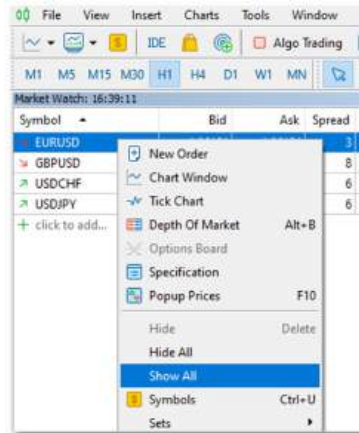 File View Insert Charts Tools Window
$ IDE Algo Trading
M1 M5 M15 M30 H1 H4 D1 W1 MN
Market Watch: 16:39:11
Symbol Bid Ask Spread
EURUSD 3
GBPUSD 8
USDCHF 6
USDJPY 6
+ click to add...
New Order
Chart Window
Tick Chart
Depth Of Market Alt+B
Options Board
Specification
Popup Prices F10
Hide Delete
Hide All
Show All
$ Symbols Ctrl+U
Sets